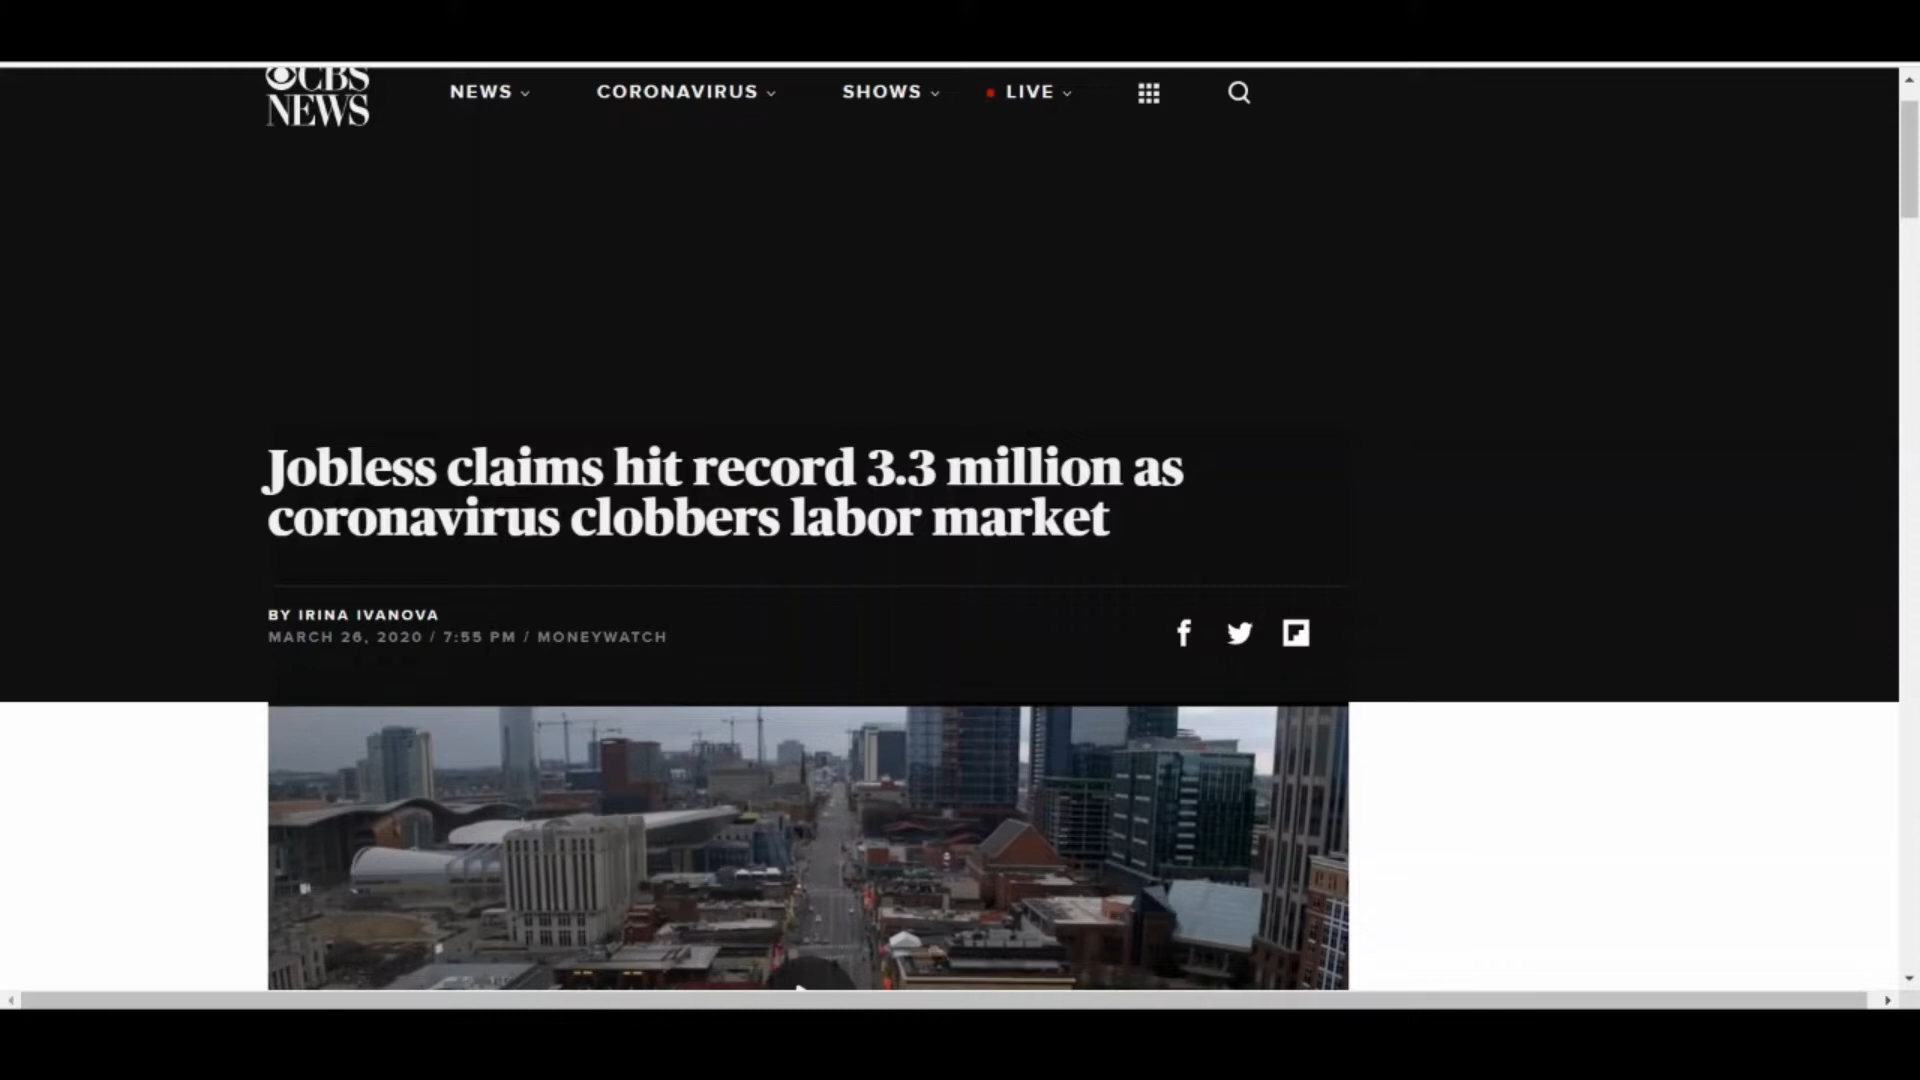 CBS
NEWS
NEWS
CORONAVIRUS
SHOWS
LIVE
Jobless claims hit record 3.3 million as
coronavirus clobbers labor market
BY IRINA IVANOVA
MARCH 26, 2020 / 7:55 PM / MONEYWATCH